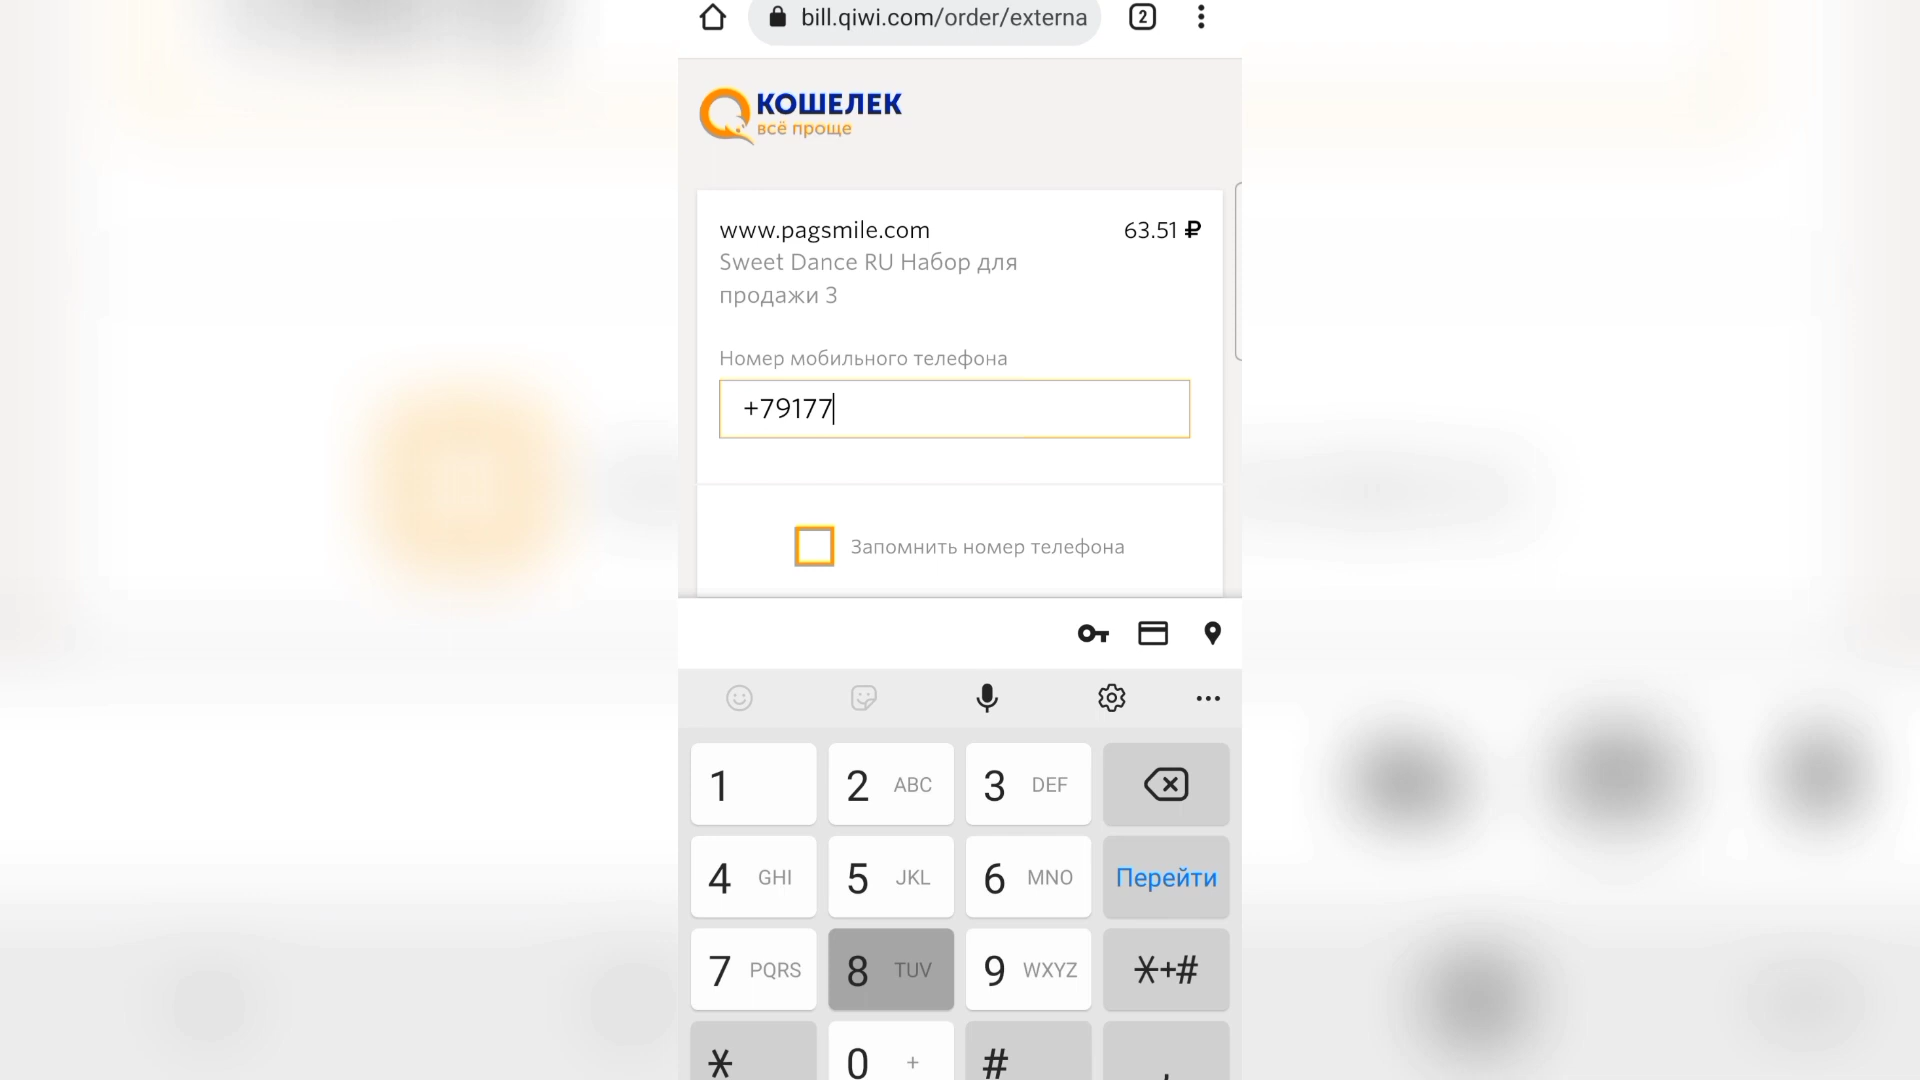 bill.qiwi.com/order/externa
2
КОШЕЛЕК
всё проще
www.pagsmile.com 63.51 ₽
Sweet Dance RU Набор для
продажи 3
Номер мобильного телефона
+79177
Запомнить номер телефона
1 2 ABC 3 DEF
4 GHI 5 JKL 6 MNO Перейти
7 PQRS 8 TUV 9 WXYZ *+#
* 0 + #